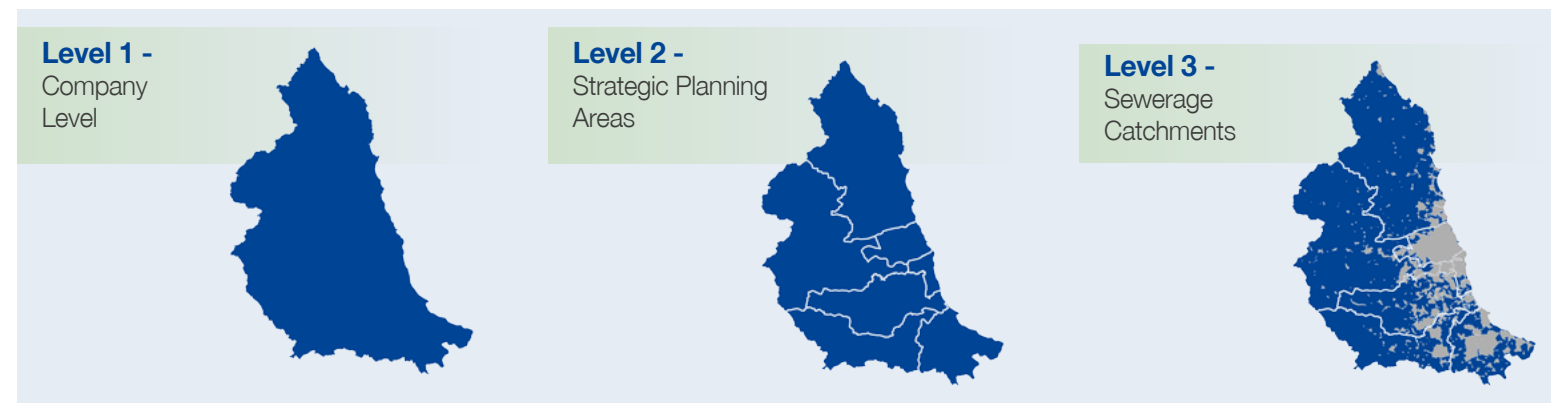 Level 1 -
Company
Level
Level 2 -
Strategic Planning
Areas
Level 3 -
Sewerage
Catchments